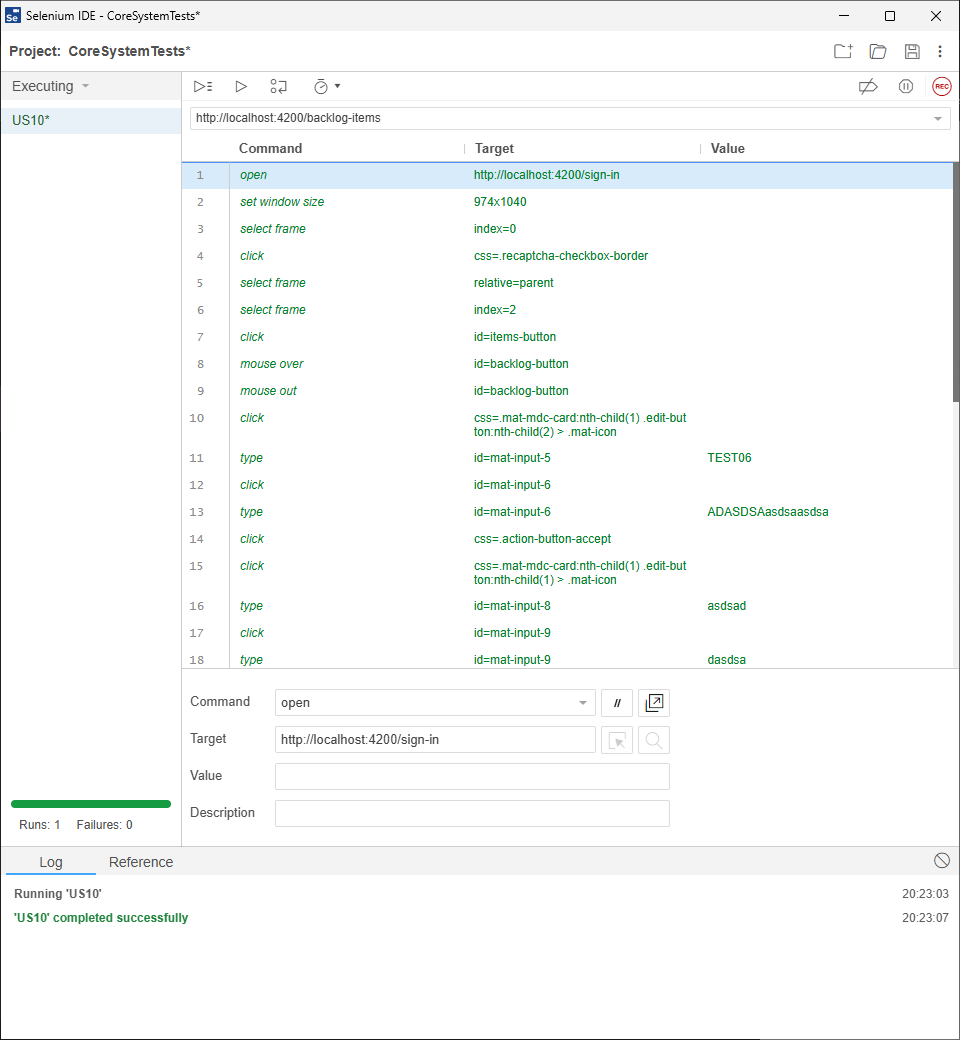 Selenium IDE - CoreSystemTests*
Project: CoreSystemTests*
Executing
US10*
Runs: 1 Failures: 0
REC
http://localhost:4200/backlog-items
Command Target Value
1 open http://localhost:4200/sign-in
2 set window size 974x1040
3 select frame index=0
4 click css=.recaptcha-checkbox-border
5 select frame relative=parent
6 select frame index=2
7 click id=items-button
8 mouse over id=backlog-button
9 mouse out id=backlog-button
10 click css=.mat-mdc-card:nth-child(1) .edit-but
ton:nth-child(2) > .mat-icon
11 type id=mat-input-5 TEST06
12 click id=mat-input-6
13 type id=mat-input-6 ADASDSAasdsaasdsa
14 click css=.action-button-accept
15 click css=.mat-mdc-card:nth-child(1) .edit-but
ton:nth-child(1) > .mat-icon
16 type id=mat-input-8 asdsad
17 click id=mat-input-9
18 type id=mat-input-9 dasdsa
Command open //
Target http://localhost:4200/sign-in
Value
Description
Log Reference
Running 'US10' 20:23:03
'US10' completed successfully 20:23:07